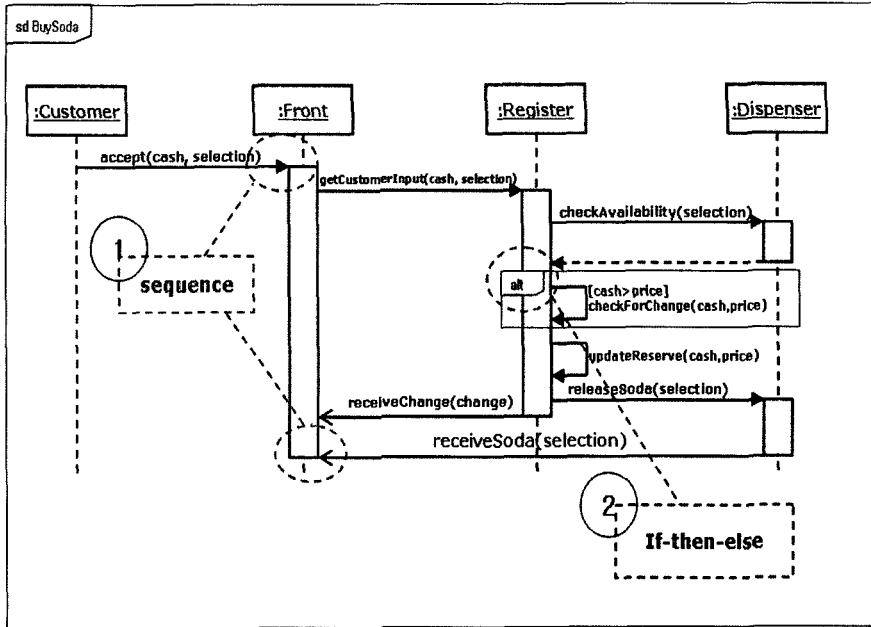 sd BuySoda
:Customer
:Front
:Register
:Dispenser
accept(cash, selection)
getCustomerInput(cash, selection)
checkAvailability(selection)
1
sequence
alt
[cash>price]
checkForChange(cash,price)
updateReserve(cash,price)
releaseSoda(selection)
receiveChange(change)
receiveSoda(selection)
2
If-then-else